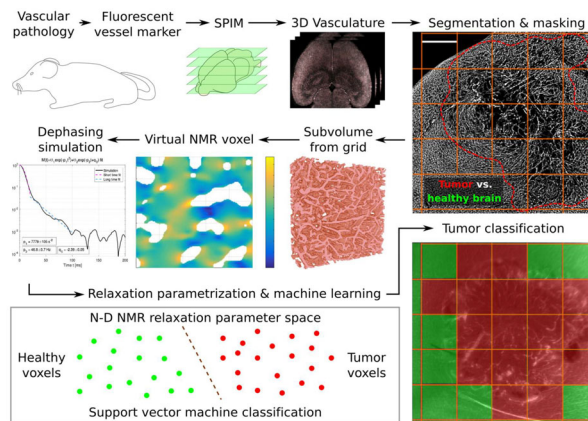 Vascular
pathology
Fluorescent
vessel marker
SPIM
3D Vasculature
Segmentation & masking
Tumor vs.
healthy brain
Dephasing
simulation
Virtual NMR voxel
Subvolume
from grid
Simulation
Short time fit
Long time fit
Time t [ms]
Tumor classification
Relaxation parametrization & machine learning
N-D NMR relaxation parameter space
Healthy
voxels
Tumor
voxels
Support vector machine classification